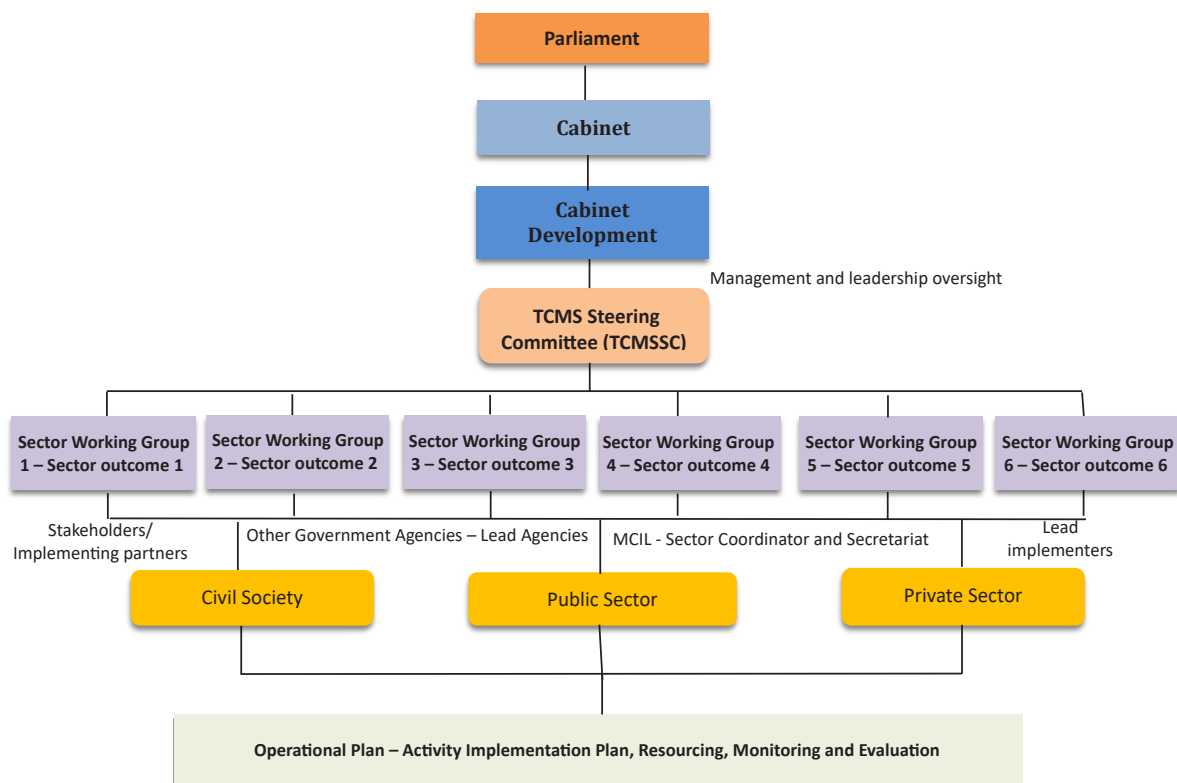 Parliament
Cabinet
Cabinet
Development
Management and leadership oversight
TCMS Steering
Committee (TCMSSC)
Sector Working Group
1 – Sector outcome 1
Sector Working Group
2 – Sector outcome 2
Sector Working Group
3 – Sector outcome 3
Sector Working Group
4 – Sector outcome 4
Sector Working Group
5 – Sector outcome 5
Sector Working Group
6 – Sector outcome 6
Stakeholders/
Implementing partners
Other Government Agencies – Lead Agencies
MCIL - Sector Coordinator and Secretariat
Lead
implementers
Civil Society
Public Sector
Private Sector
Operational Plan – Activity Implementation Plan, Resourcing, Monitoring and Evaluation